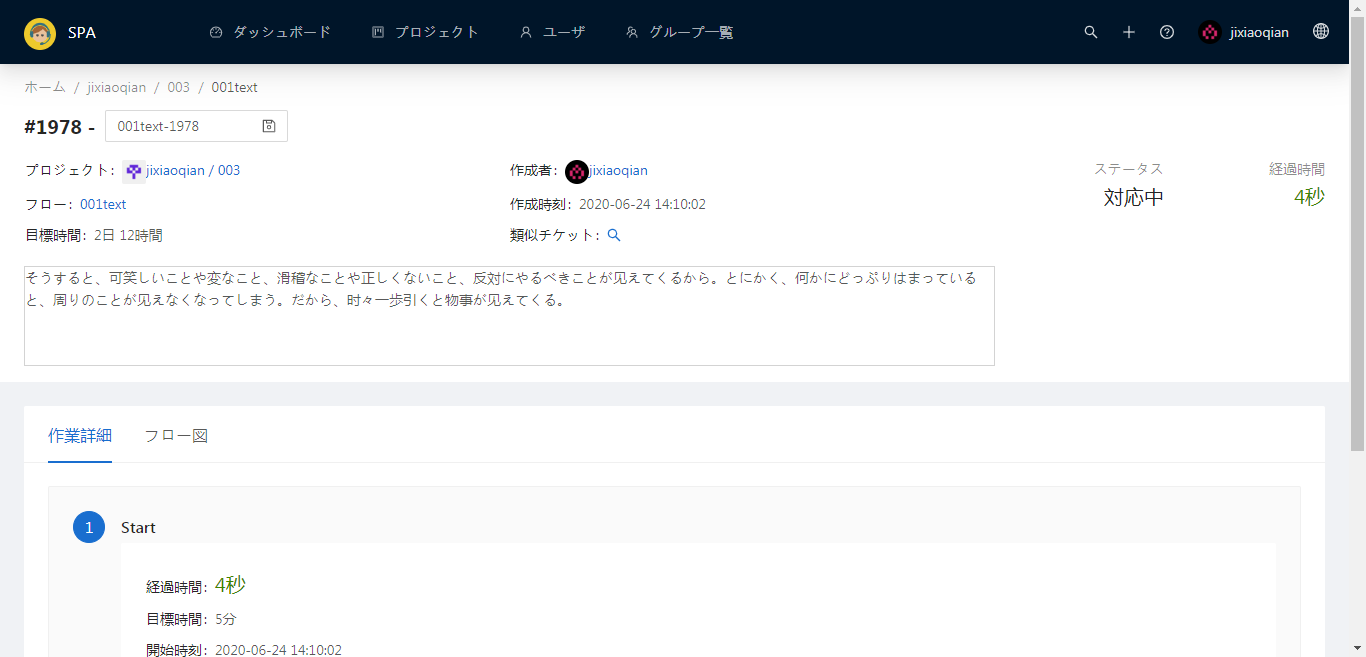 SPA ダッシュボード プロジェクト ユーザ グループ一覧 jixiaoqian
ホーム / jixiaoqian / 003 / 001text
#1978 - 001text-1978
プロジェクト: jixiaoqian / 003 作成者: jixiaoqian ステータス 経過時間
対応中 4秒
フロー: 001text 作成時刻: 2020-06-24 14:10:02
目標時間: 2日 12時間 類似チケット:
そうすると、可笑しいことや変なこと、滑稽なことや正しくないこと、反対にやるべきことが见えてくるから。とにかく、何かにどっぷりはまっている
と、周りのことが见えなくなってしまう。だから、时々一歩引くと物事が见えてくる。
作業詳細 フロー図
1 Start
経過時間: 4秒
目標時間: 5分
開始時刻: 2020-06-24 14:10:02